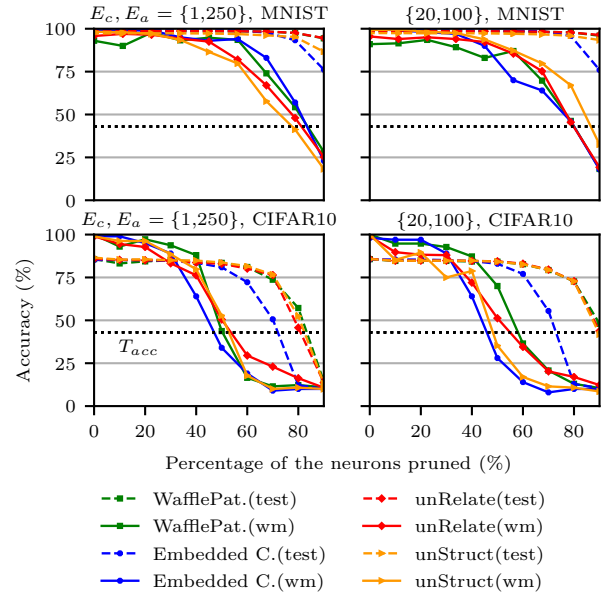 E_c, E_a = {1,250}, MNIST
{20,100}, MNIST
100
75
50
25
E_c, E_a = {1,250}, CIFAR10
{20,100}, CIFAR10
100
75
50
25
0
T_acc
Accuracy (%)
0 20 40 60 80
0 20 40 60 80
Percentage of the neurons pruned (%)
WafflePat.(test)
WafflePat.(wm)
Embedded C.(test)
Embedded C.(wm)
unRelate(test)
unRelate(wm)
unStruct(test)
unStruct(wm)